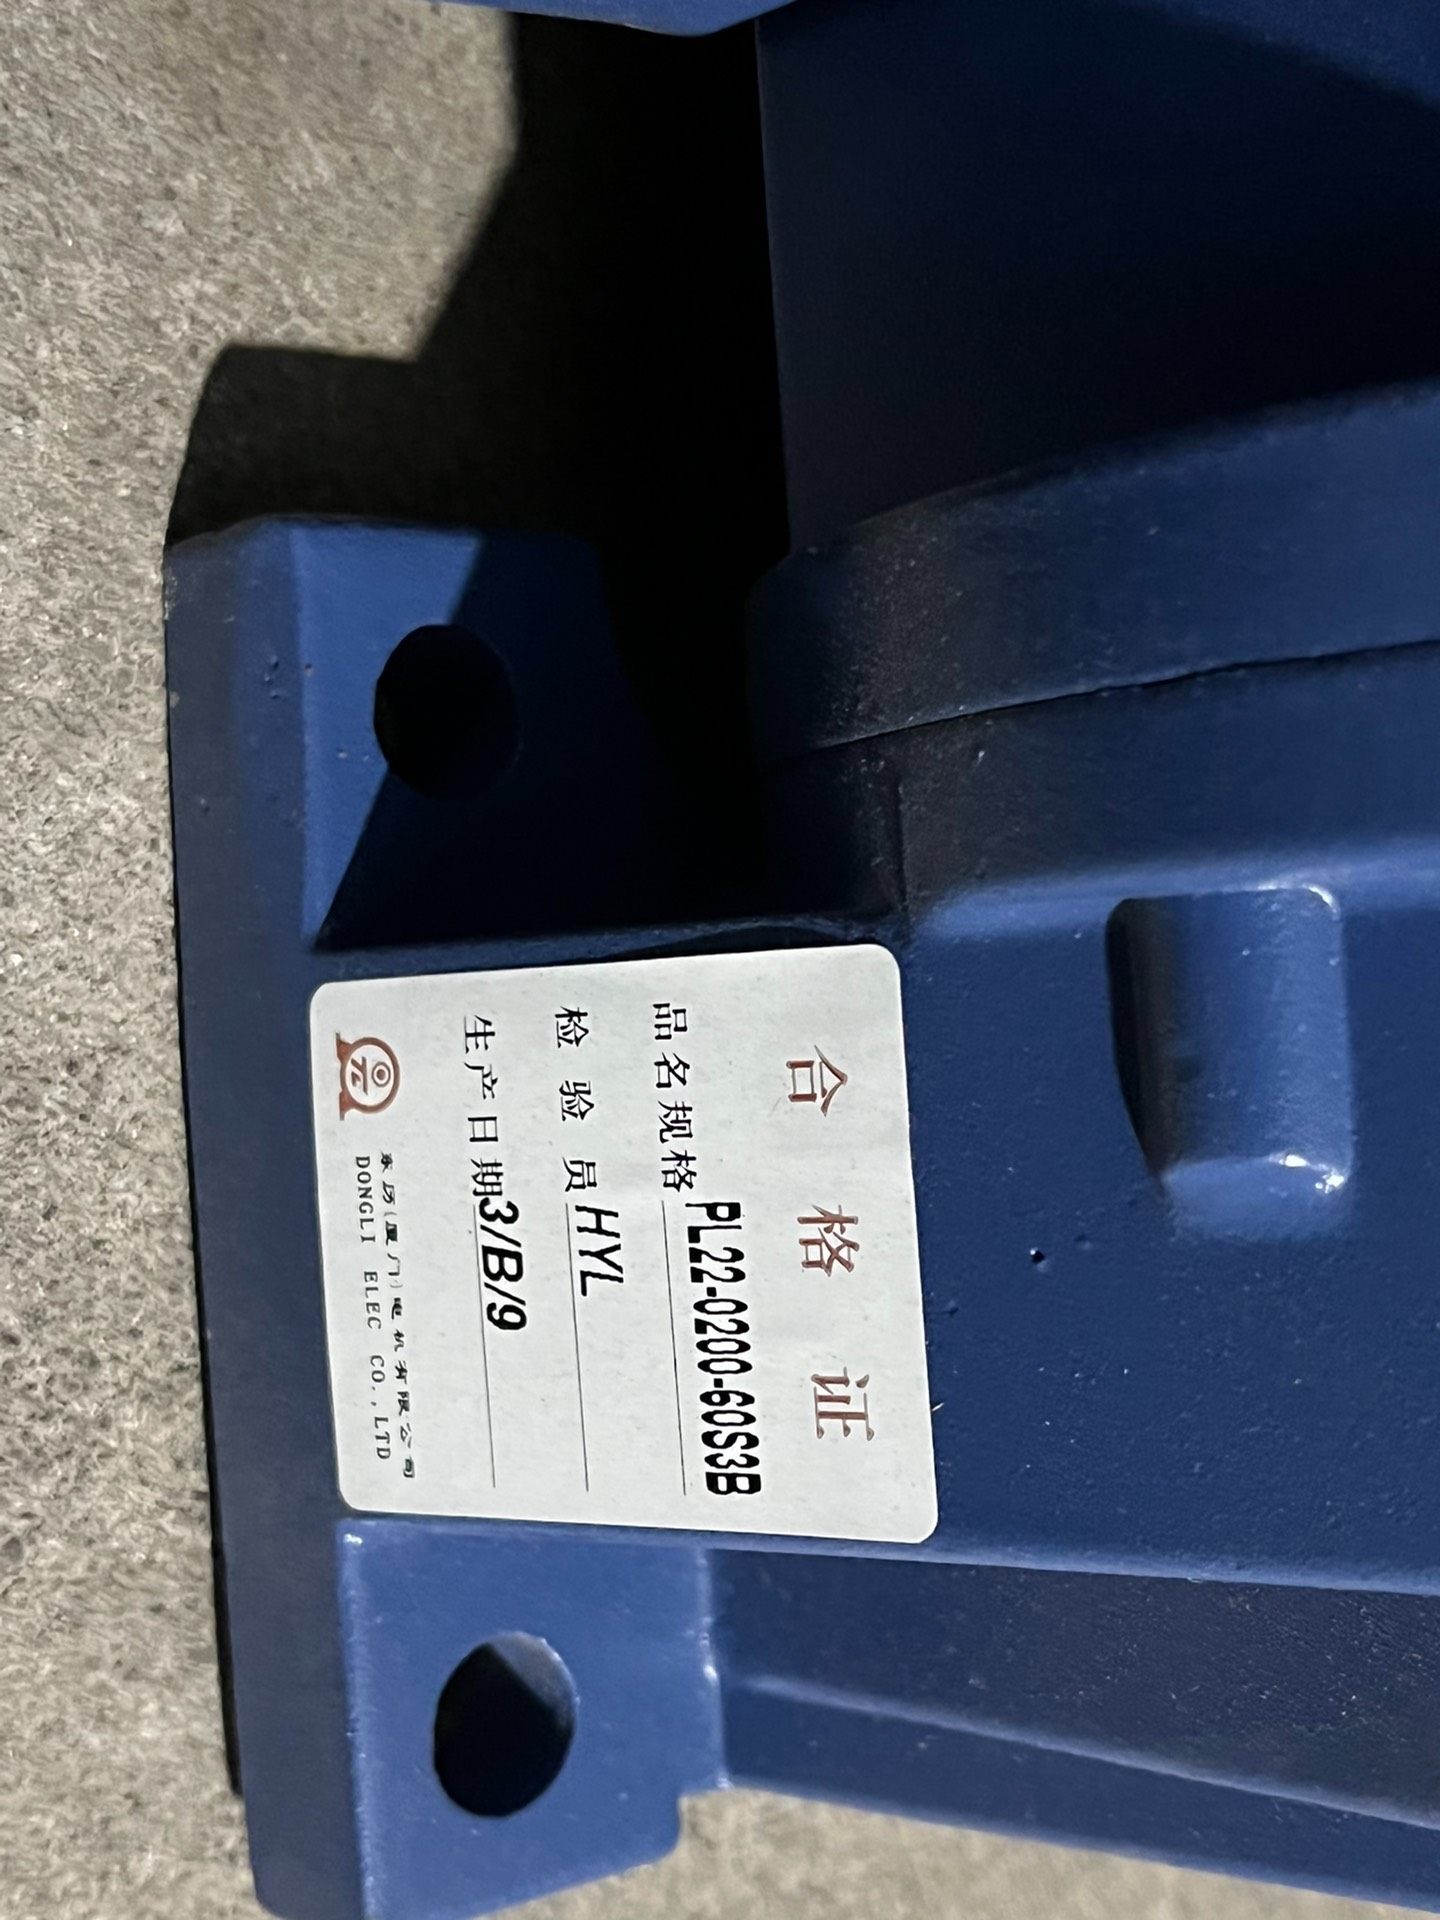 合格证
品名规格 PL22-0200-60S3B
检验员 HYL
生产日期 3/B/9
东历(厦门)电机有限公司
DONGLI ELEC CO.,LTD